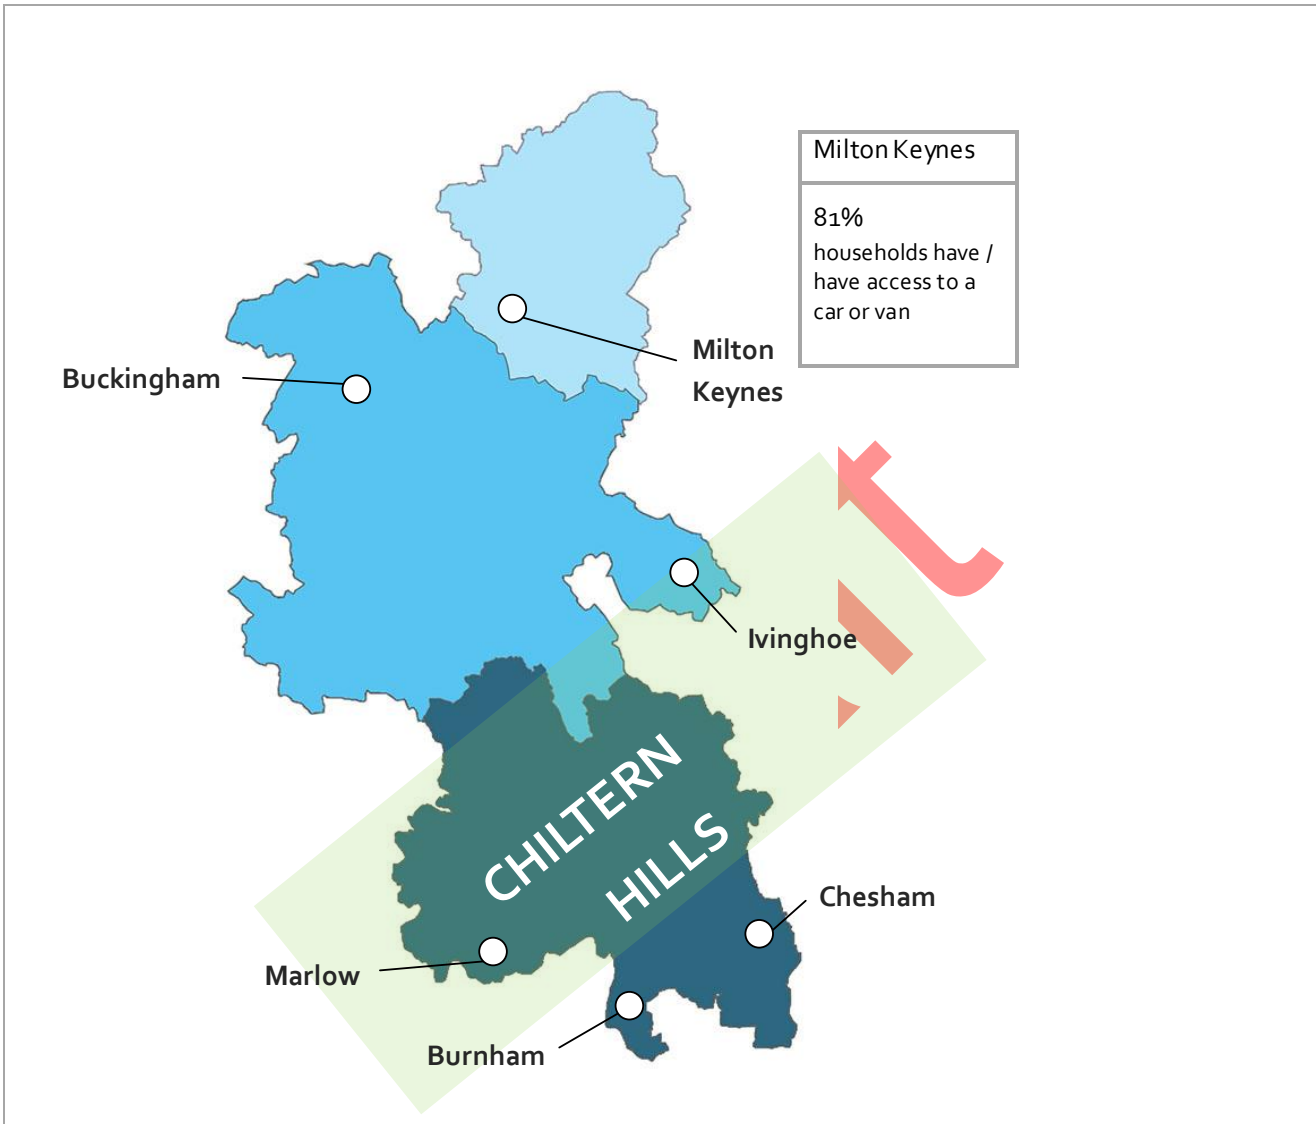 Milton Keynes
81%
households have /
have access to a
car or van
Milton
Keynes
Buckingham
Ivinghoe
CHILTERN
HILLS
Chesham
Marlow
Burnham